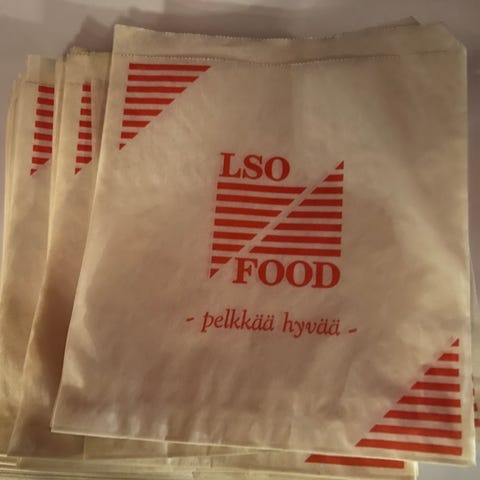 LSO
FOOD
- pelkkää hyvää -